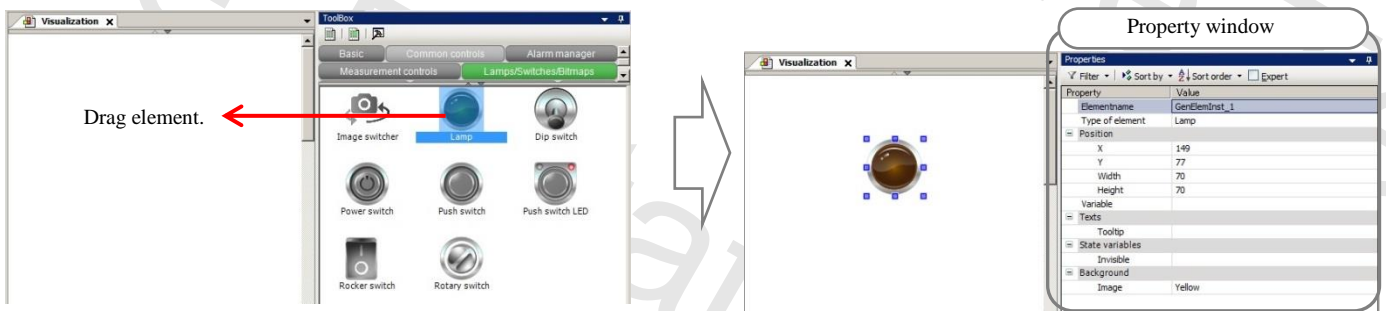 Visualization
ToolBox
Basic Common controls Alarm manager
Measurement controls Lamps/Switches/Bitmaps
Drag element.
Image switcher Lamp Dip switch
Power switch Push switch Push switch LED
Rocker switch Rotary switch
Property window
Visualization
Properties
Filter Sort by Sort order Expert
Property Value
Elementname GenElemInst_1
Type of element Lamp
Position
X 149
Y 77
Width 70
Height 70
Variable
Texts
Tooltip
State variables
Invisible
Background
Image Yellow